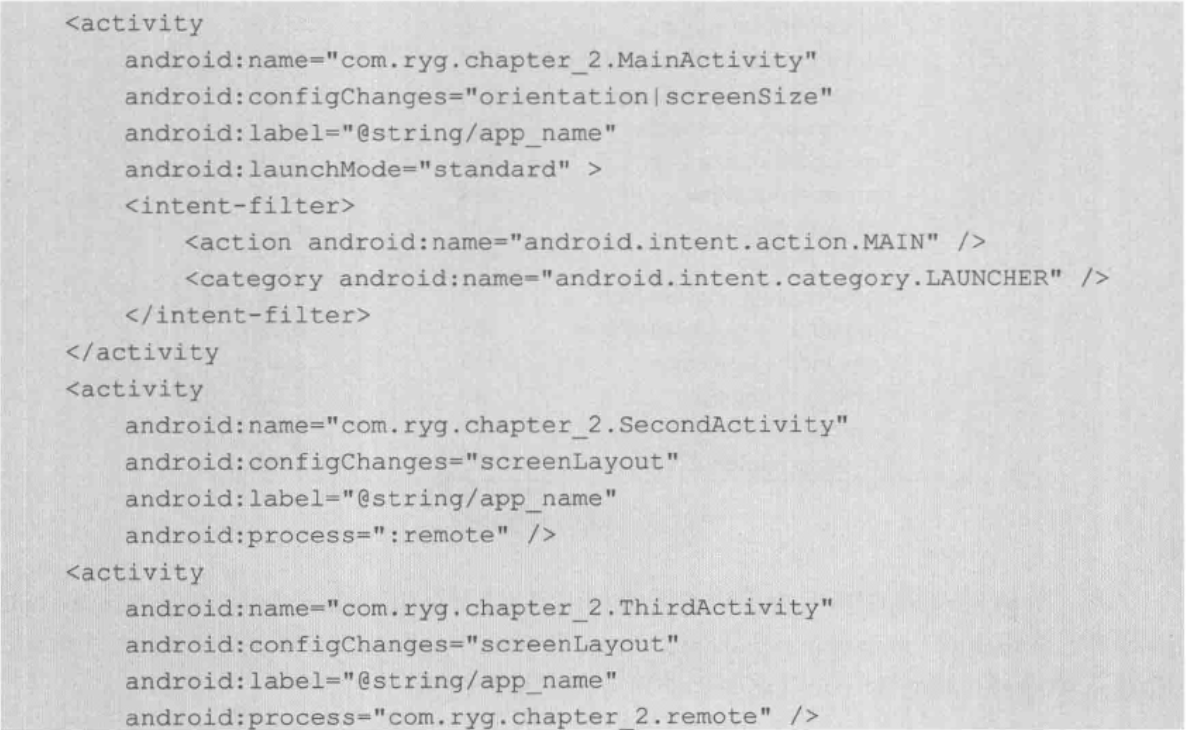 <activity
android:name="com.ryg.chapter_2.MainActivity"
android:configChanges="orientation|screenSize"
android:label="@string/app_name"
android:launchMode="standard" >
<intent-filter>
<action android:name="android.intent.action.MAIN" />
<category android:name="android.intent.category.LAUNCHER" />
</intent-filter>
</activity
<activity
android:name="com.ryg.chapter_2.SecondActivity"
android:configChanges="screenLayout"
android:label="@string/app_name"
android:process=":remote" />
<activity
android:name="com.ryg.chapter_2.ThirdActivity"
android:configChanges="screenLayout"
android:label="@string/app_name"
android:process="com.ryg.chapter_2.remote" />